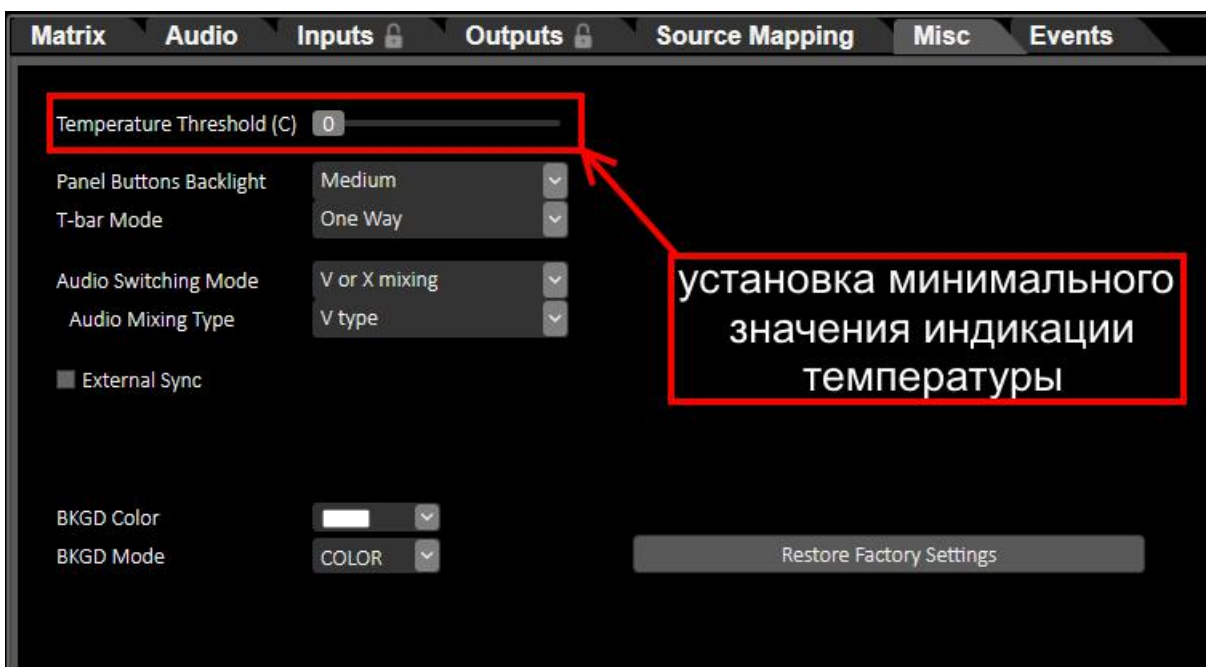 Matrix Audio Inputs Outputs Source Mapping Misc Events
Temperature Threshold (C) 0
Panel Buttons Backlight Medium
T-bar Mode One Way
Audio Switching Mode V or X mixing
Audio Mixing Type V type
External Sync
установка минимального
значения индикации
температуры
BKGD Color
BKGD Mode COLOR
Restore Factory Settings